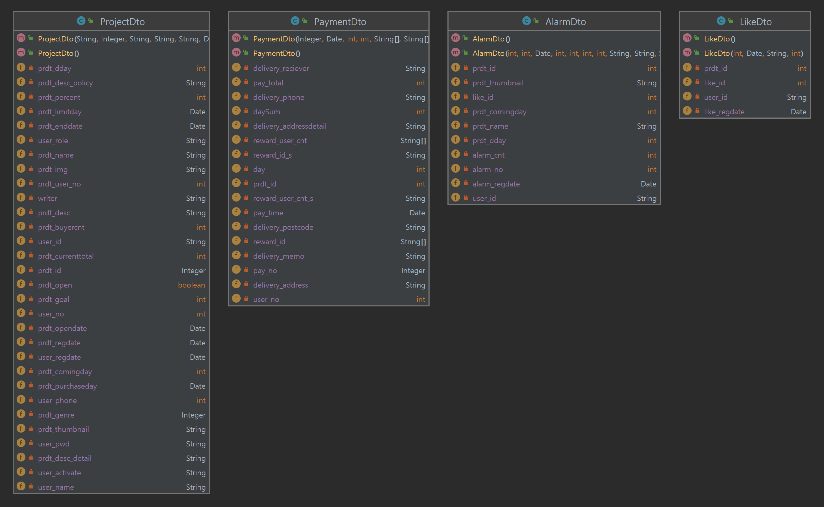 ProjectDto
ProjectDto(String, Integer, String, String, String, D
ProjectDto()
prdt_dday int
prdt_desc_policy String
prdt_percent int
prdt_limitday Date
prdt_enddate Date
user_role String
prdt_name String
prdt_img String
prdt_user_no int
writer String
prdt_desc String
prdt_buyercnt int
user_id String
prdt_currenttotal int
prdt_id Integer
prdt_open boolean
prdt_goal int
user_no int
prdt_opendate Date
prdt_regdate Date
user_regdate Date
prdt_comingday int
prdt_purchaseday Date
user_phone int
prdt_genre Integer
prdt_thumbnail String
user_pwd String
prdt_desc_detail String
user_activate String
user_name String
PaymentDto
PaymentDto(Integer, Date, int, int, String[], String[]
PaymentDto()
delivery_reciever String
pay_total int
delivery_phone String
daySum int
delivery_addressdetail String
reward_user_cnt String[]
reward_id_s String
day int
prdt_id int
reward_user_cnt_s String
pay_time Date
delivery_postcode String
reward_id String[]
delivery_memo String
pay_no Integer
delivery_address String
user_no int
AlarmDto
AlarmDto()
AlarmDto(int, int, Date, int, int, int, int, String, String, S
prdt_id int
prdt_thumbnail String
like_id int
prdt_comingday int
prdt_name String
prdt_dday int
alarm_cnt int
alarm_no int
alarm_regdate Date
user_id String
LikeDto
LikeDto()
LikeDto(int, Date, String, int)
prdt_id int
like_id int
user_id String
like_regdate Date